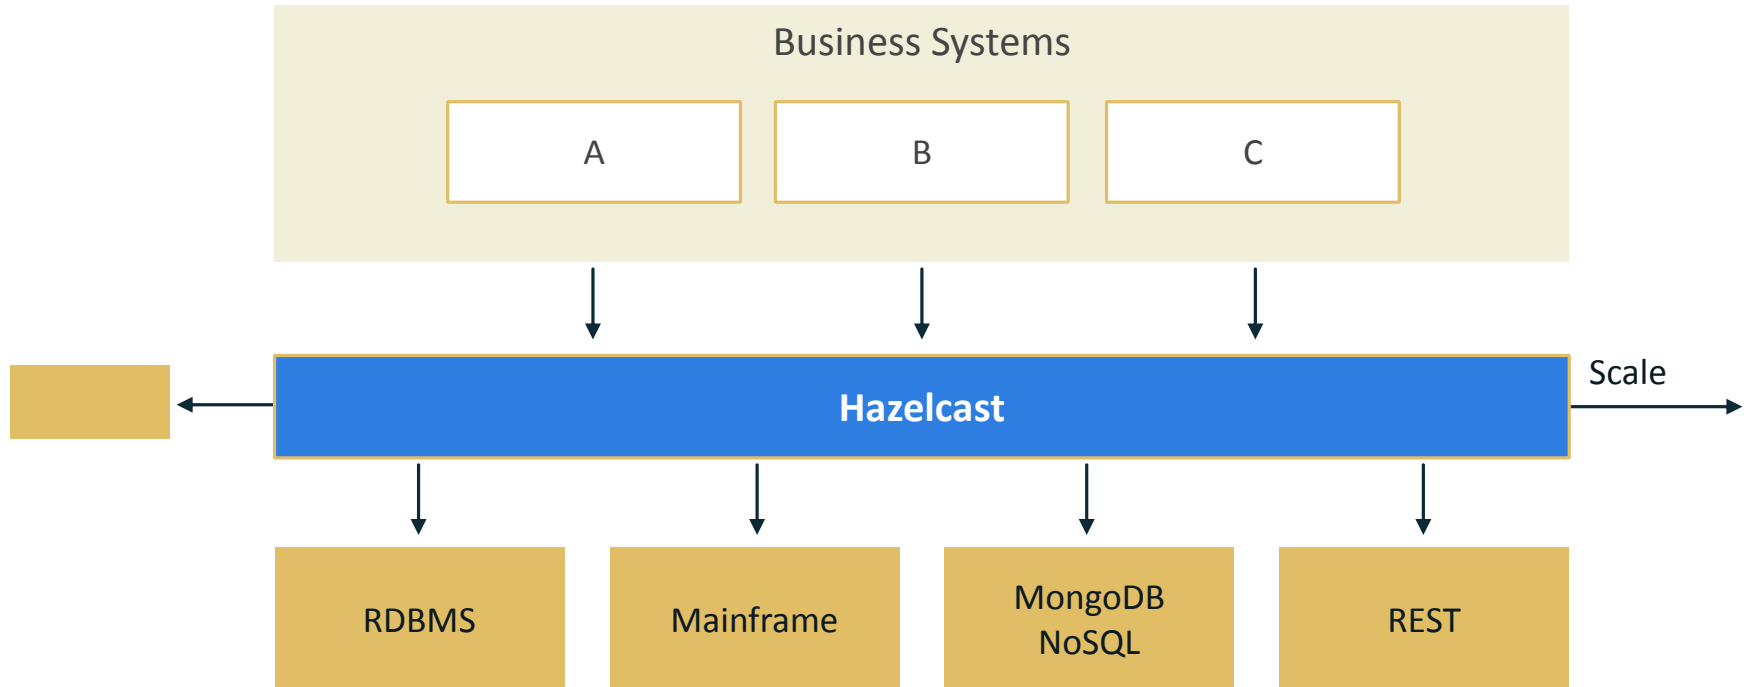 Business Systems
A
B
C
Scale
Hazelcast
RDBMS
Mainframe
MongoDB
NoSQL
REST